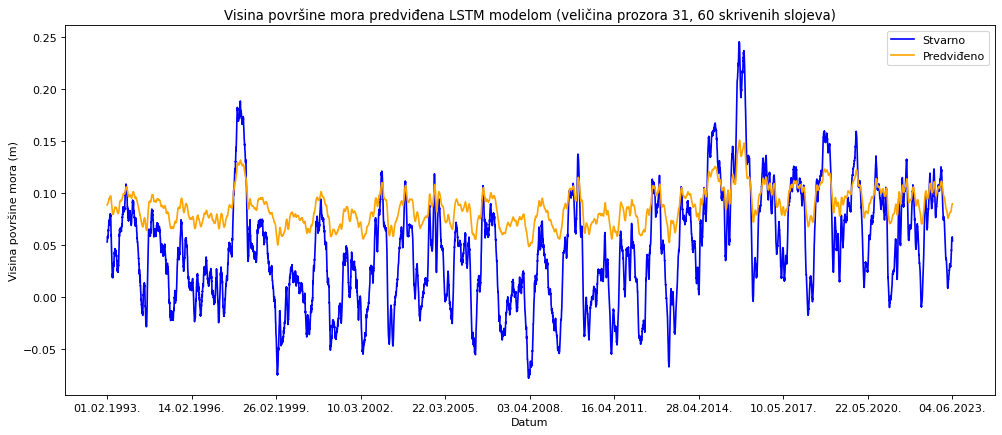 Visina površine mora predviđena LSTM modelom (veličina prozora 31, 60 skrivenih slojeva)
Stvarno
Predviđeno
Visina površine mora (m)
0.25
0.20
0.15
0.10
0.05
0.00
−0.05
01.02.1993. 14.02.1996. 26.02.1999. 10.03.2002. 22.03.2005. 03.04.2008. 16.04.2011. 28.04.2014. 10.05.2017. 22.05.2020. 04.06.2023.
Datum